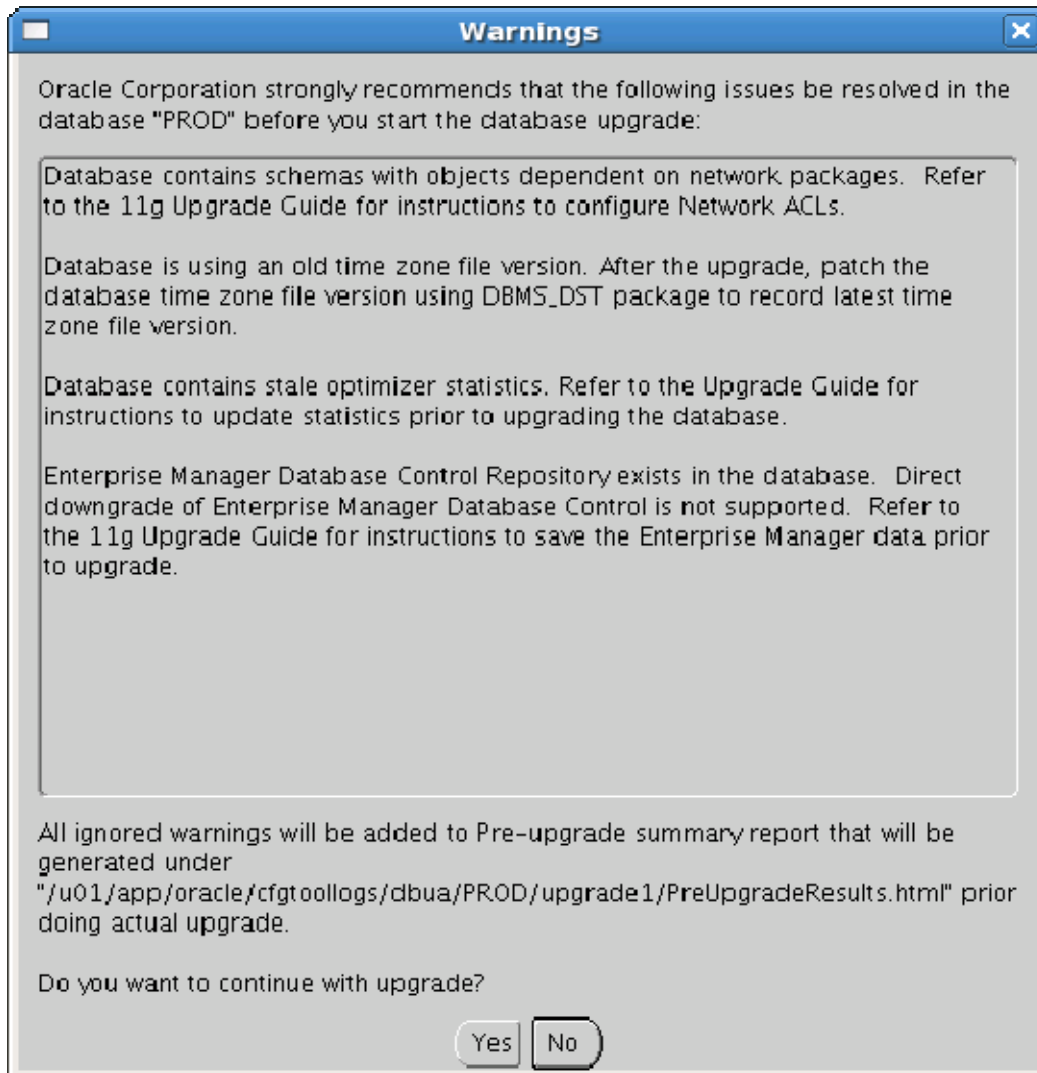 Warnings
Oracle Corporation strongly recommends that the following issues be resolved in the
database "PROD" before you start the database upgrade:
Database contains schemas with objects dependent on network packages.  Refer
to the 11g Upgrade Guide for instructions to configure Network ACLs.
Database is using an old time zone file version. After the upgrade, patch the
database time zone file version using DBMS_DST package to record latest time
zone file version.
Database contains stale optimizer statistics. Refer to the Upgrade Guide for
instructions to update statistics prior to upgrading the database.
Enterprise Manager Database Control Repository exists in the database.  Direct
downgrade of Enterprise Manager Database Control is not supported.  Refer to
the 11g Upgrade Guide for instructions to save the Enterprise Manager data prior
to upgrade.
All ignored warnings will be added to Pre-upgrade summary report that will be
generated under
"/u01/app/oracle/cfgtoollogs/dbua/PROD/upgrade1/PreUpgradeResults.html" prior
doing actual upgrade.
Do you want to continue with upgrade?
Yes No